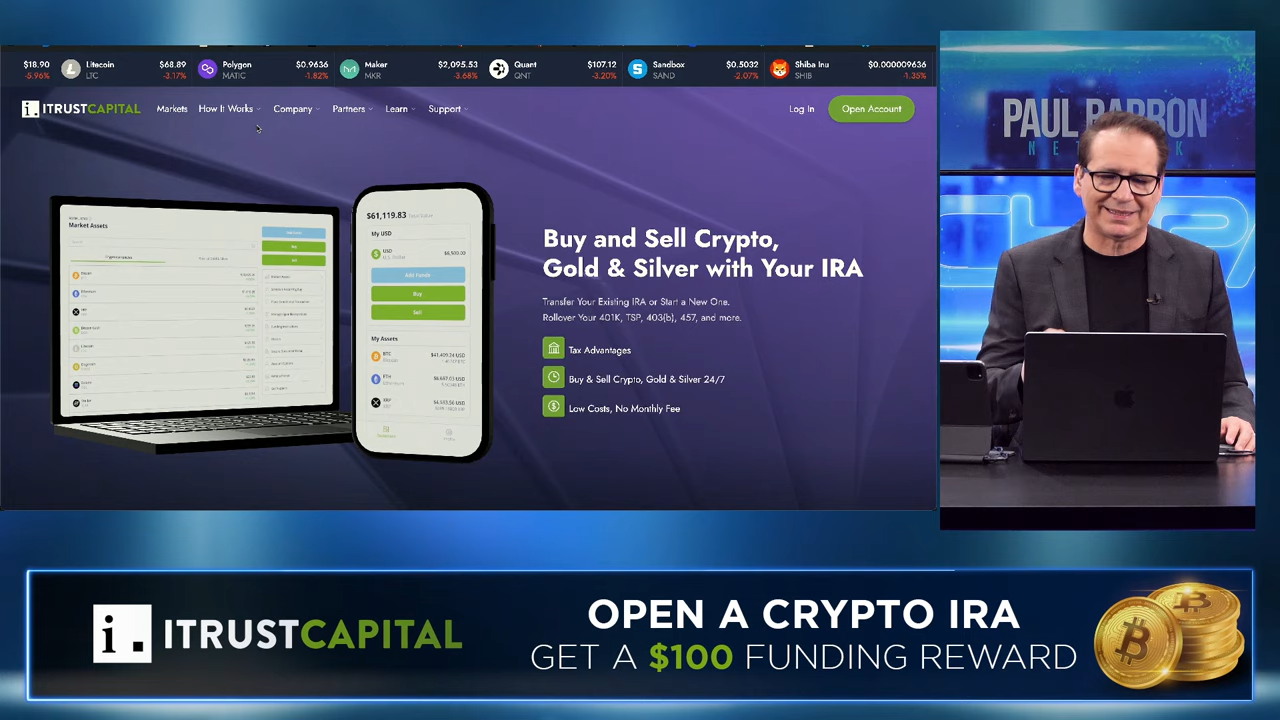 $18.90
-5.96%
Litecoin
LTC
$68.89
-3.17%
Polygon
MATIC
$0.9636
-1.82%
Maker
MKR
$2,095.53
-3.68%
Quant
QNT
$107.12
-3.20%
Sandbox
SAND
$0.5032
-2.07%
Shiba Inu
SHIB
$0.000009636
-1.35%
i. ITRUSTCAPITAL
Markets How It Works Company Partners Learn Support
Log In Open Account
PAUL BARRON
Market Assets
$61,119.83
My USD
USD
Add Funds
Buy
Sell
My Assets
BTC
ETH
XRP
Buy and Sell Crypto,
Gold & Silver with Your IRA
Transfer Your Existing IRA or Start a New One.
Rollover Your 401K, TSP, 403(b), 457, and more.
Tax Advantages
Buy & Sell Crypto, Gold & Silver 24/7
Low Costs, No Monthly Fee
i. ITRUSTCAPITAL
OPEN A CRYPTO IRA
GET A $100 FUNDING REWARD